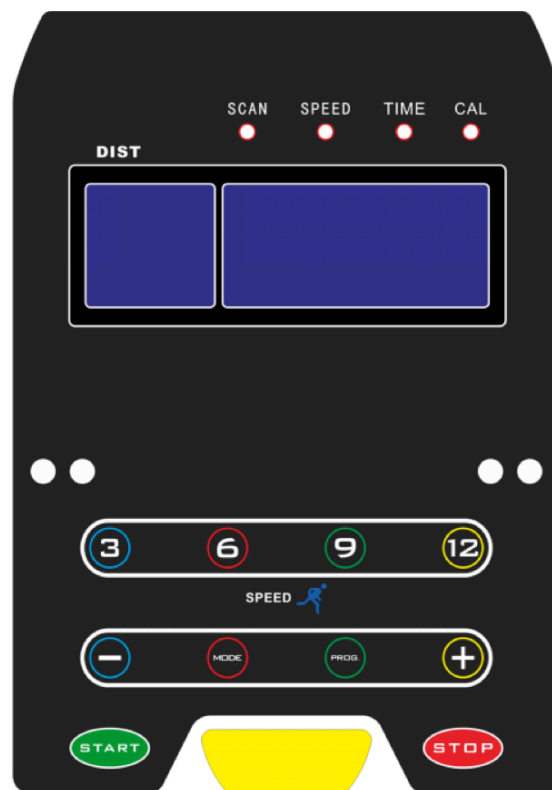 SCAN SPEED TIME CAL
DIST
3 6 9 12
SPEED
− MODE PROG. +
START STOP